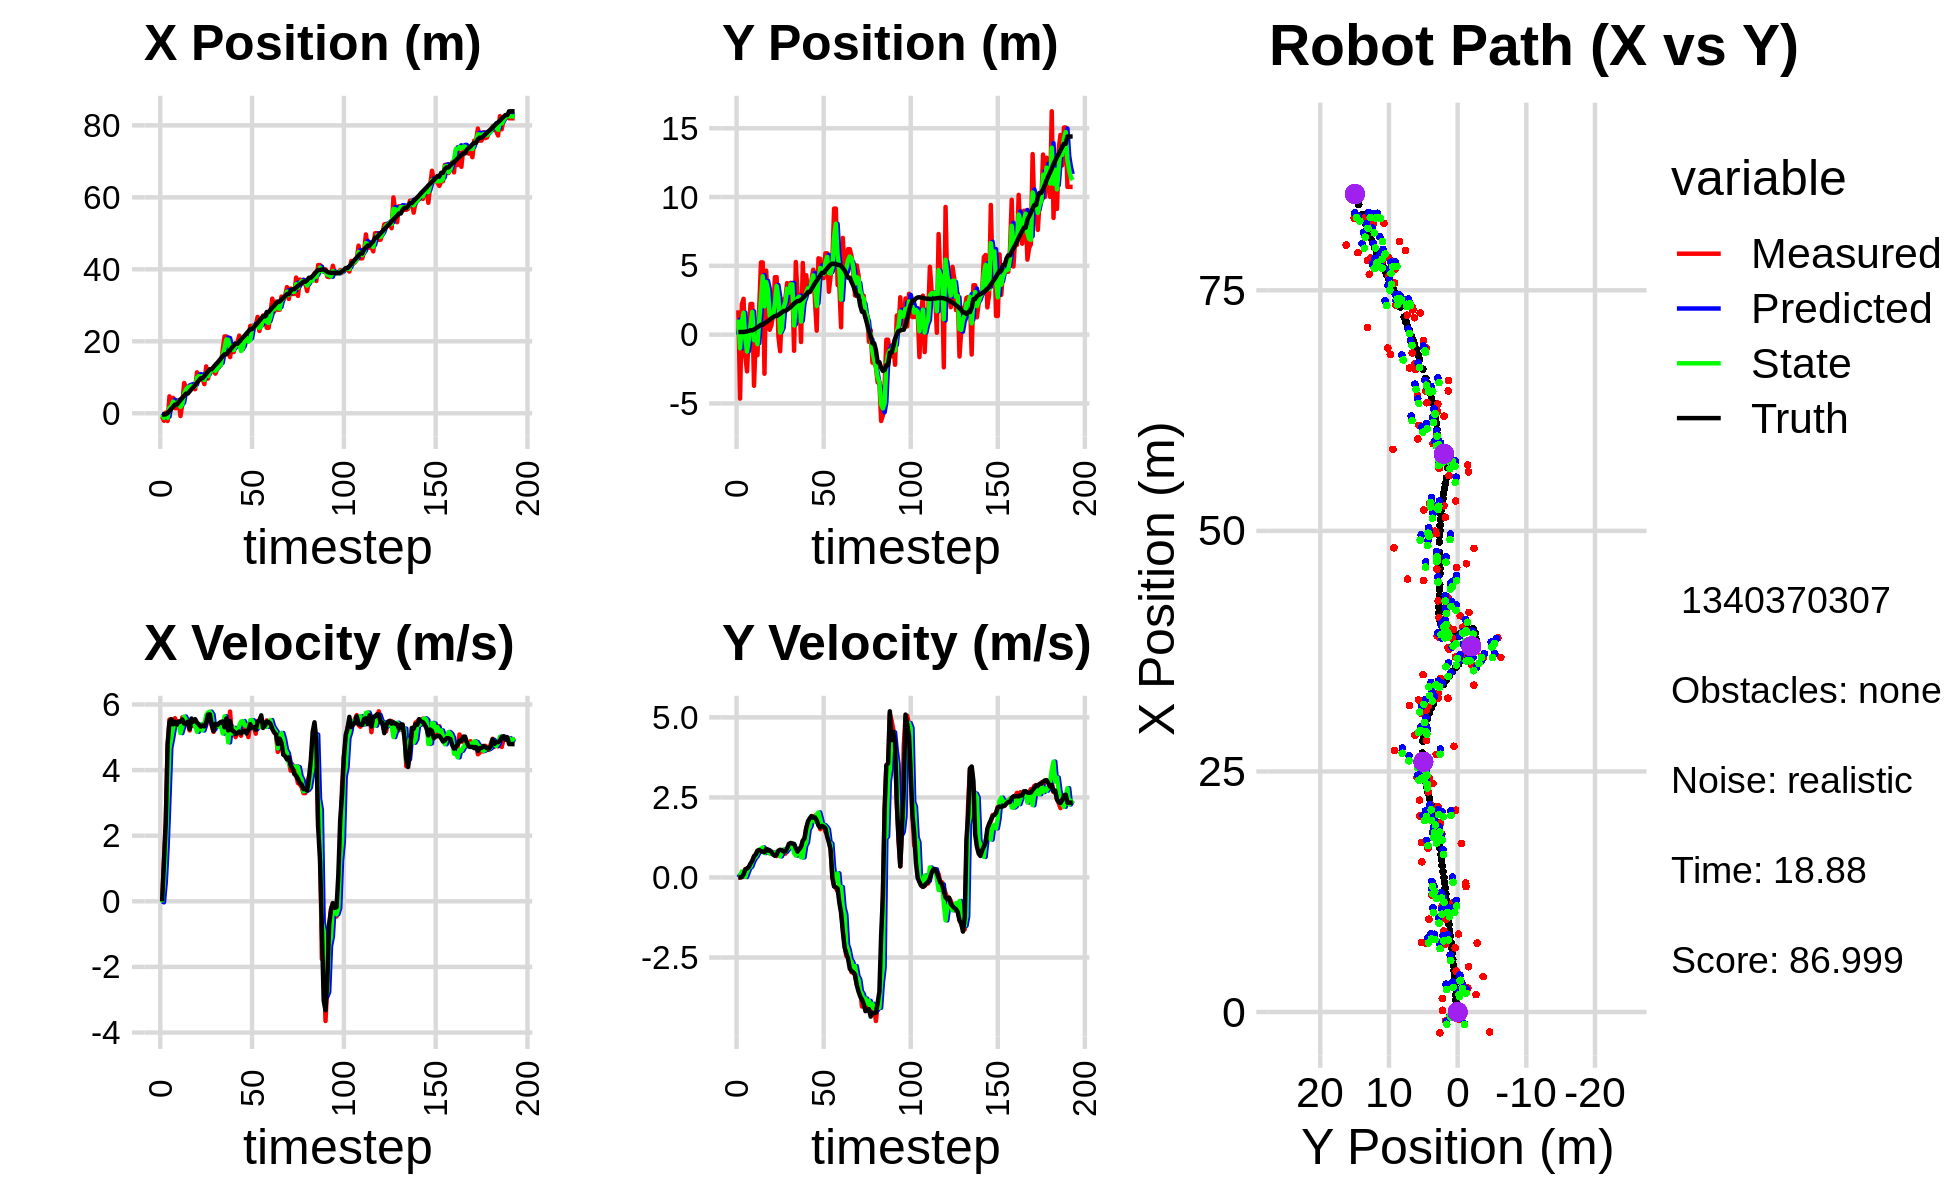 X Position (m)
80
60
40
20
0
0
50
100
150
200
timestep
Y Position (m)
15
10
5
0
-5
0
50
100
150
200
timestep
X Velocity (m/s)
6
4
2
0
-2
-4
0
50
100
150
200
timestep
Y Velocity (m/s)
5.0
2.5
0.0
-2.5
0
50
100
150
200
timestep
Robot Path (X vs Y)
X Position (m)
75
50
25
0
20 10 0 -10 -20
Y Position (m)
variable
Measured
Predicted
State
Truth
1340370307
Obstacles: none
Noise: realistic
Time: 18.88
Score: 86.999